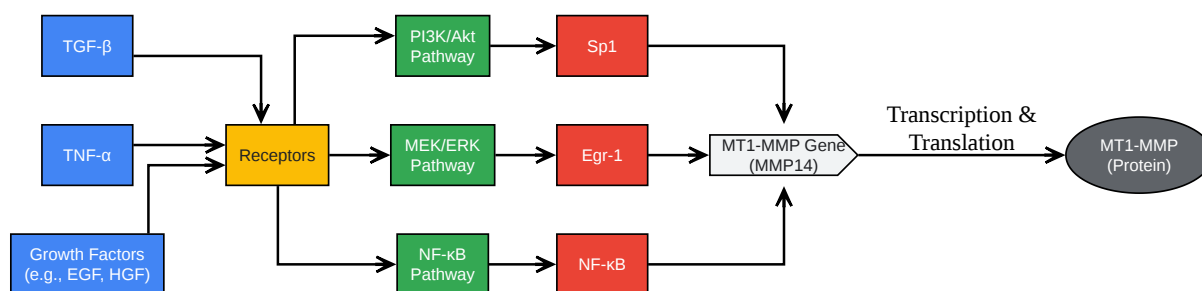 TGF-β
PI3K/Akt
Pathway
Sp1
TNF-α
Receptors
MEK/ERK
Pathway
Egr-1
MT1-MMP Gene
(MMP14)
Transcription &
Translation
MT1-MMP
(Protein)
Growth Factors
(e.g., EGF, HGF)
NF-κB
Pathway
NF-κB